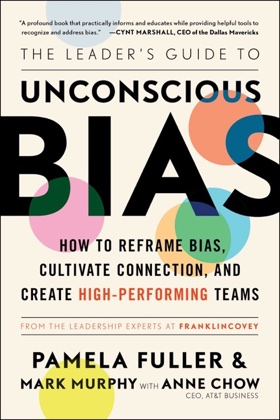 "A profound book that practically informs and educates while providing helpful tools to
recognize and address bias." —CYNT MARSHALL, CEO of the Dallas Mavericks
THE LEADER'S GUIDE TO
UNCONSCIOUS
BIAS
HOW TO REFRAME BIAS,
CULTIVATE CONNECTION, AND
CREATE HIGH-PERFORMING TEAMS
FROM THE LEADERSHIP EXPERTS AT FRANKLINCOVEY
PAMELA FULLER &
MARK MURPHY WITH ANNE CHOW
CEO, AT&T BUSINESS